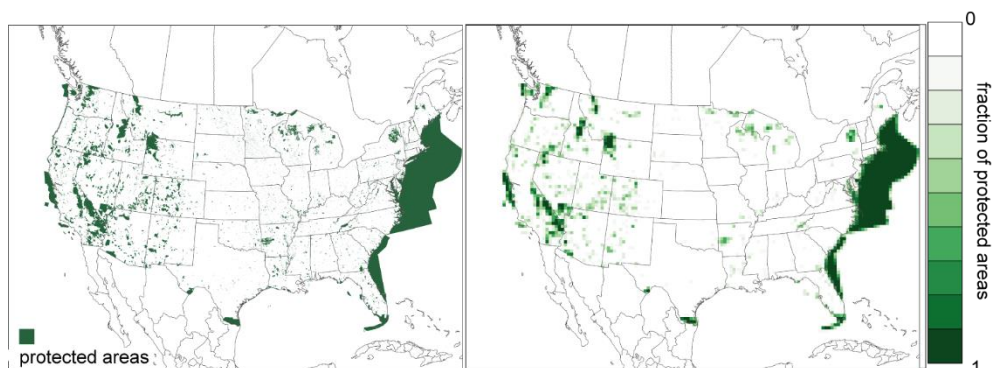 protected areas
0
fraction of protected areas
1